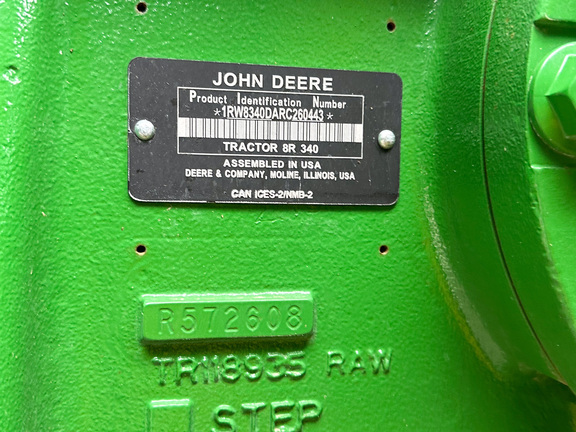 JOHN DEERE
Product Identification Number
*1RW8340DARC260443*
TRACTOR 8R 340
ASSEMBLED IN USA
DEERE & COMPANY, MOLINE, ILLINOIS, USA
CAN ICES-2/NMB-2
R572608
TR118935 RAW
STEP